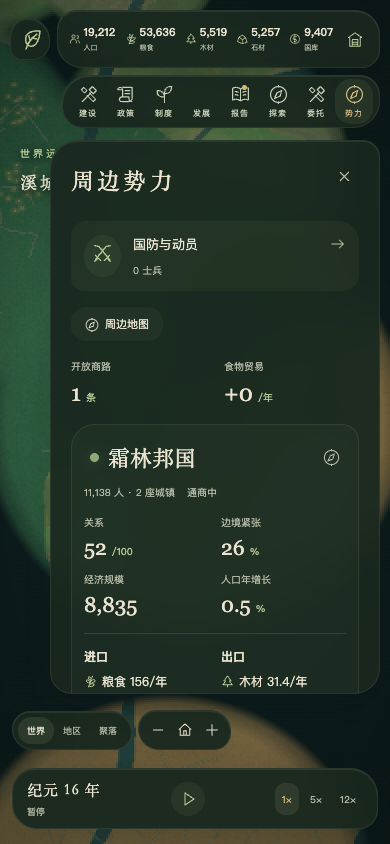 19,212 53,636 5,519 5,257 9,407
人口 粮食 木材 石材 国库
建设 政策 制度 发展 报告 探索 委托 势力
世界远
溪城
周边势力
国防与动员
0 士兵
周边地图
开放商路 食物贸易
1 条 +0 /年
霜林邦国
11,138 人 · 2 座城镇 通商中
关系 边境紧张
52 /100 26 %
经济规模 人口年增长
8,835 0.5 %
进口 出口
粮食 156/年 木材 31.4/年
世界 地区 聚落
纪元 16 年
暂停
1× 5× 12×